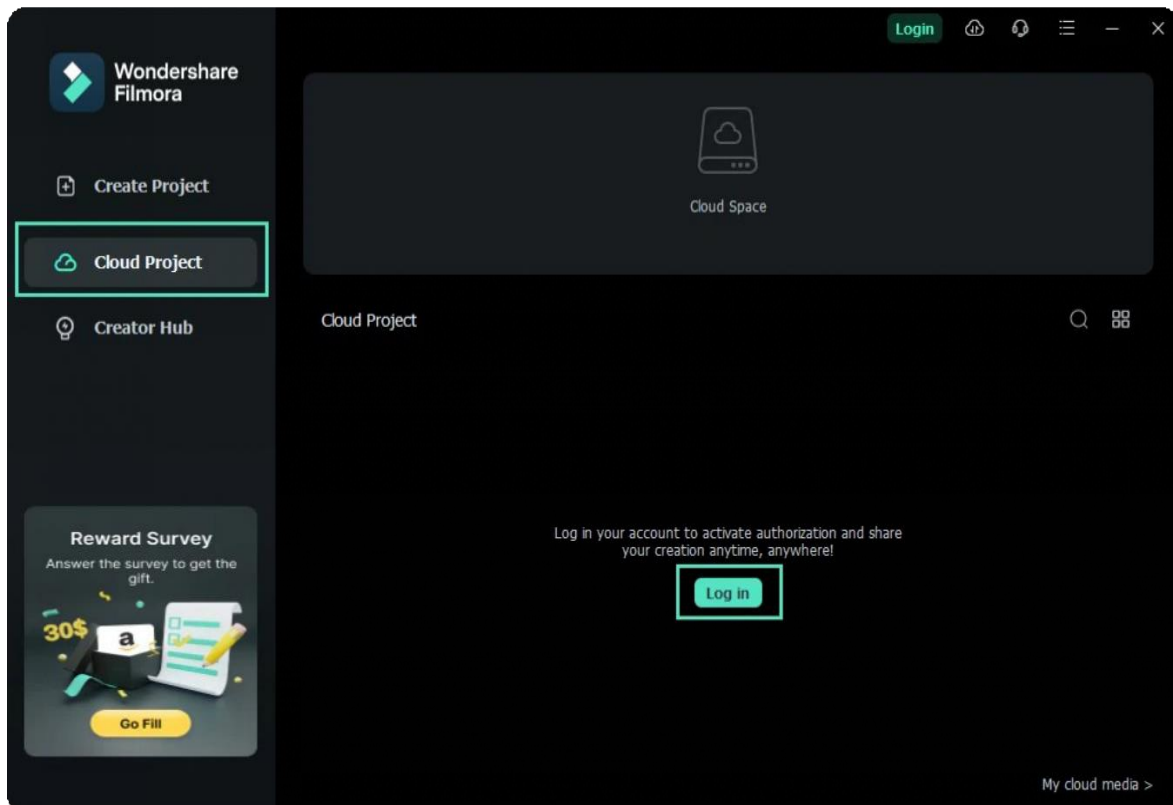 Login
Wondershare
Filmora
Create Project
Cloud Project
Creator Hub
Reward Survey
Answer the survey to get the
gift.
30$
a
Go Fill
Cloud Space
Cloud Project
Log in your account to activate authorization and share
your creation anytime, anywhere!
Log in
My cloud media >